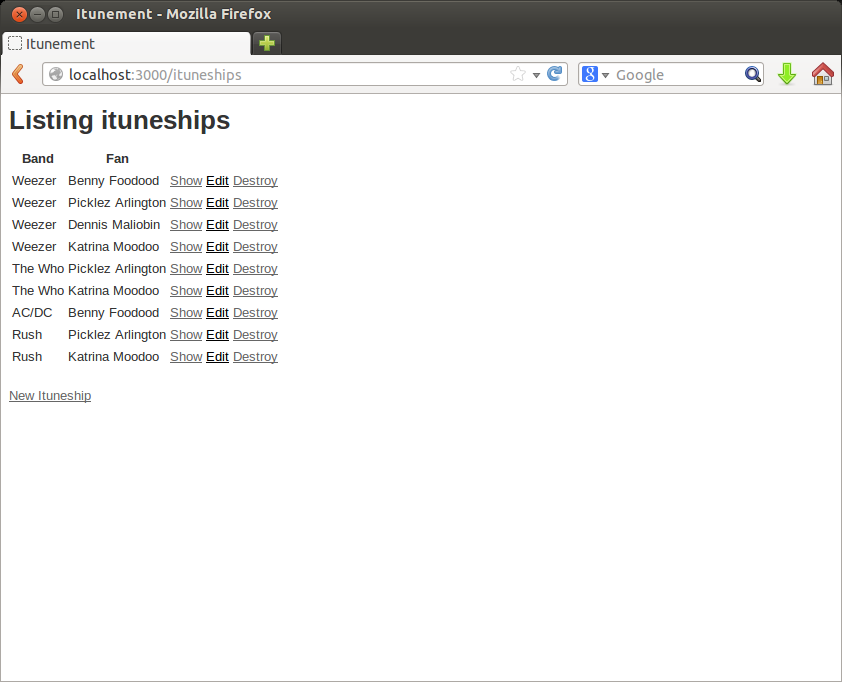 Itunement - Mozilla Firefox
Itunement
localhost:3000/ituneships
Google
Listing ituneships
Band Fan
Weezer Benny Foodood Show Edit Destroy
Weezer Picklez Arlington Show Edit Destroy
Weezer Dennis Maliobin Show Edit Destroy
Weezer Katrina Moodoo Show Edit Destroy
The Who Picklez Arlington Show Edit Destroy
The Who Katrina Moodoo Show Edit Destroy
AC/DC Benny Foodood Show Edit Destroy
Rush Picklez Arlington Show Edit Destroy
Rush Katrina Moodoo Show Edit Destroy
New Ituneship